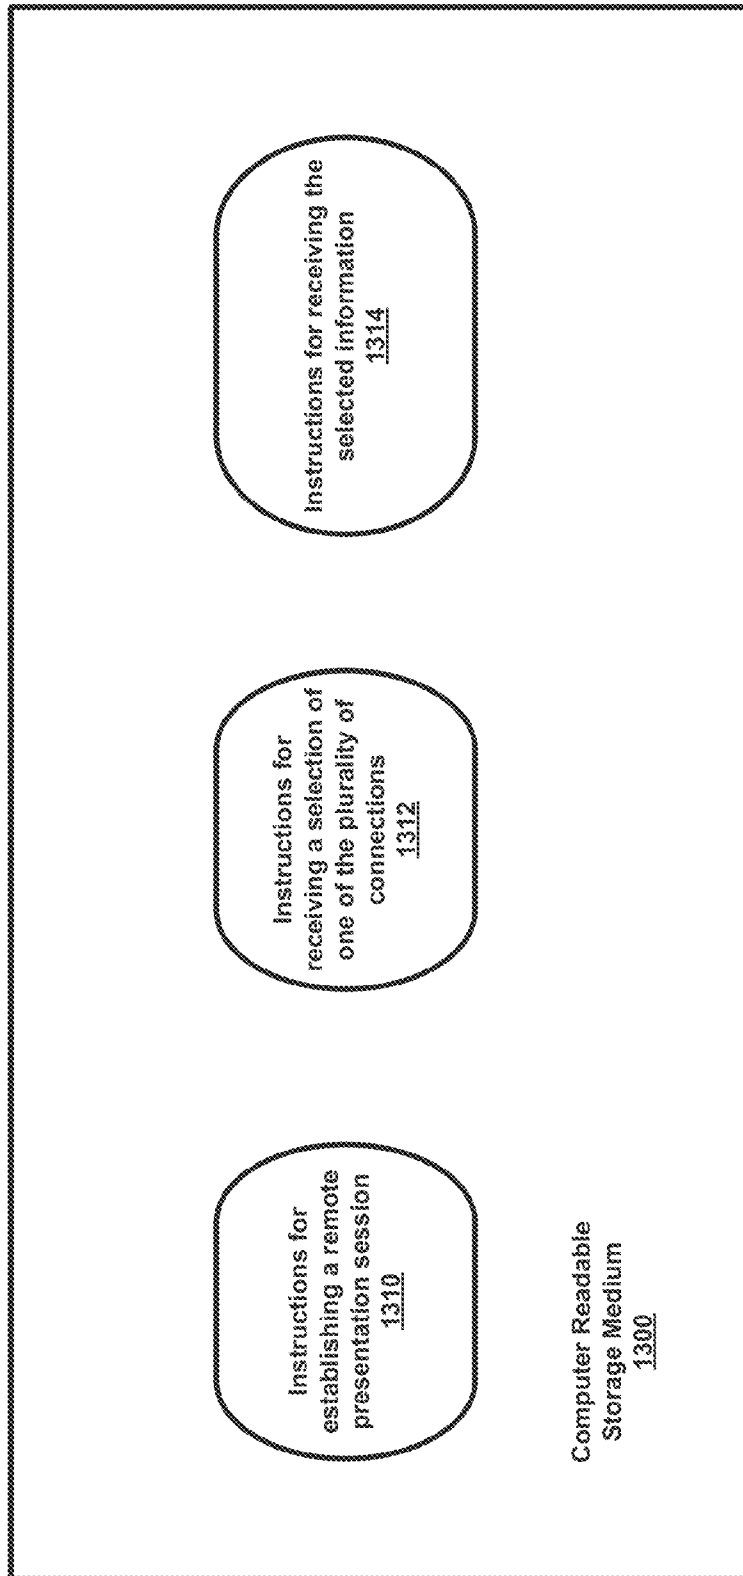 Instructions for
establishing a remote
presentation session
1310
Instructions for
receiving a selection of
one of the plurality of
connections
1312
Instructions for receiving the
selected information
1314
Computer Readable
Storage Medium
1300